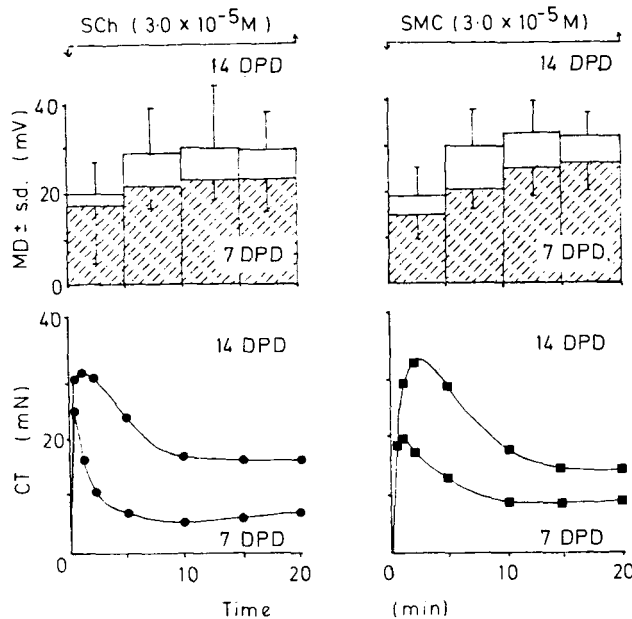 SCh (3·0 × 10⁻⁵M)
SMC (3·0 × 10⁻⁵M)
14 DPD
14 DPD
40
20
0
MD ± s.d. (mV)
7 DPD
7 DPD
40
20
0
CT (mN)
14 DPD
14 DPD
7 DPD
7 DPD
0 10 20
0 10 20
Time (min)